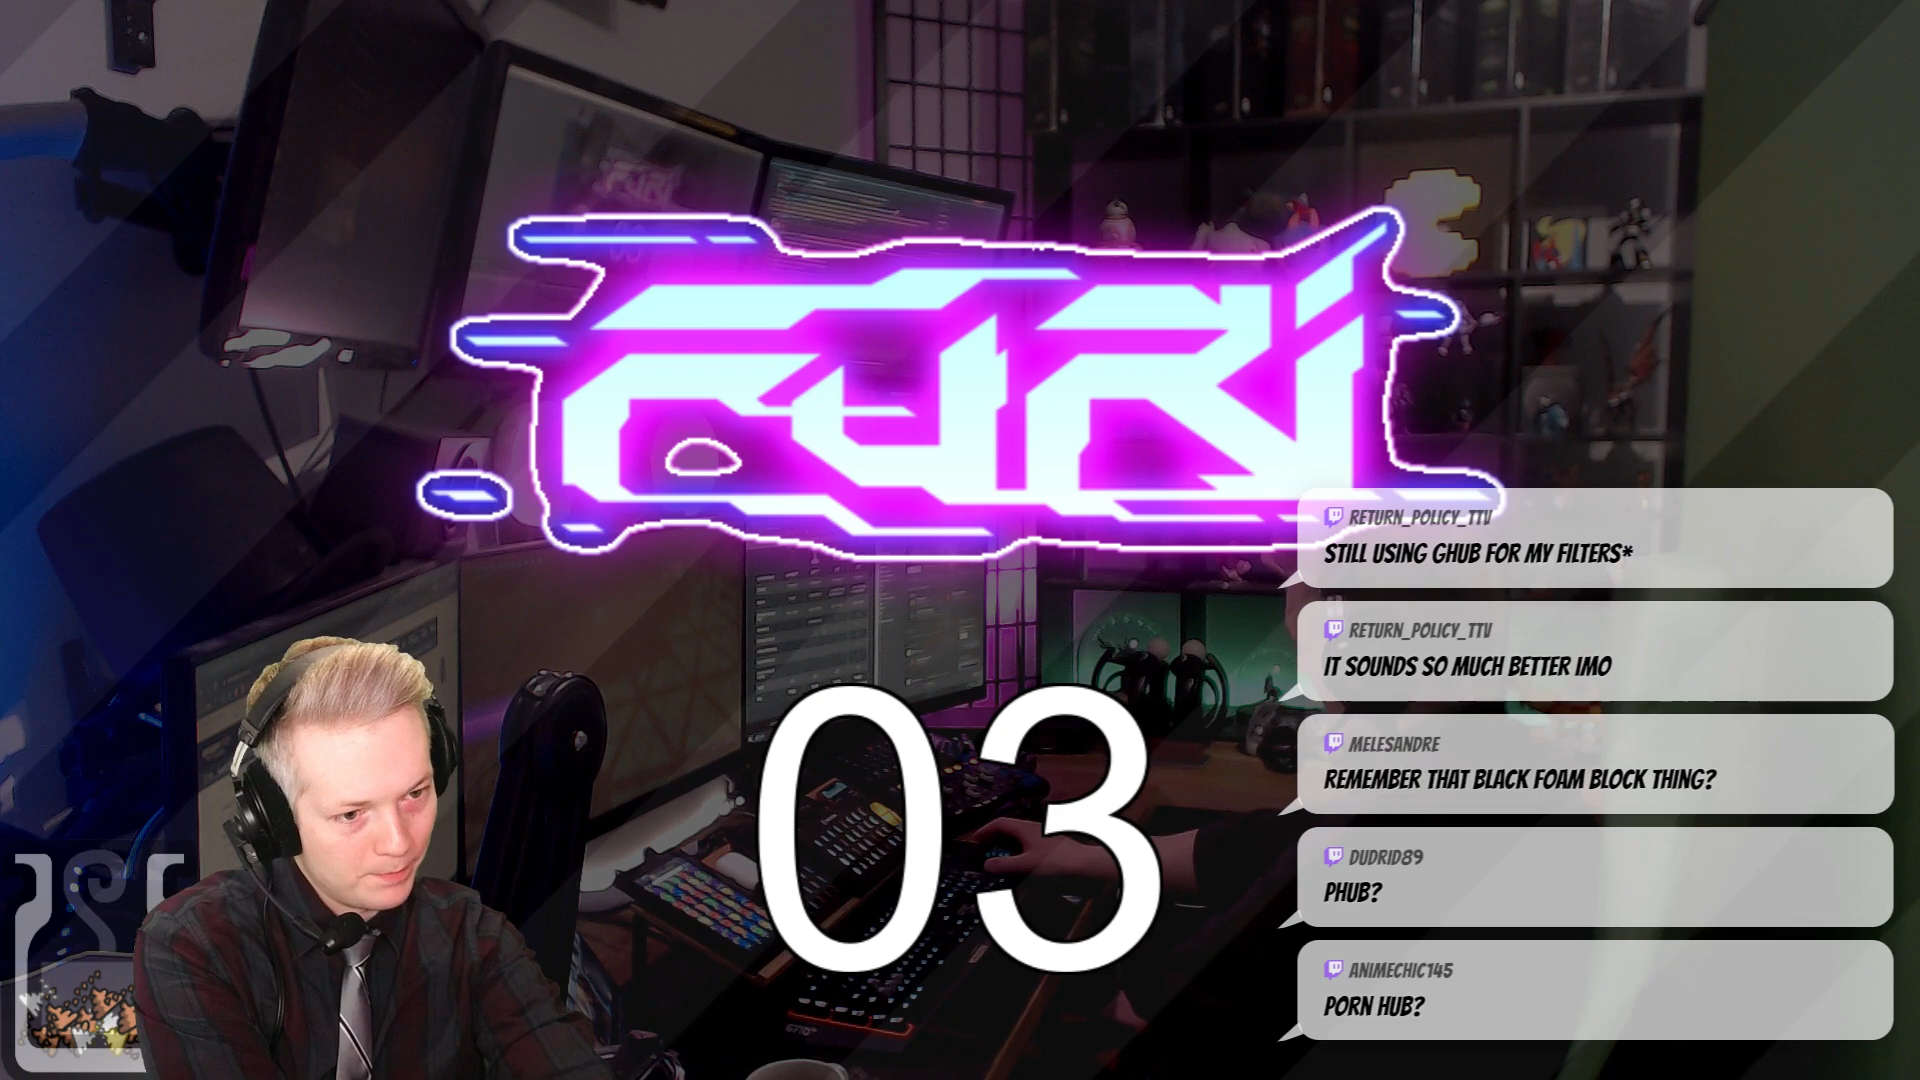 FURI
RETURN_POLICY_TTV
STILL USING GHUB FOR MY FILTERS*
RETURN_POLICY_TTV
IT SOUNDS SO MUCH BETTER IMO
MELESANDRE
REMEMBER THAT BLACK FOAM BLOCK THING?
DUDRID89
PHUB?
ANIMECHIC145
PORN HUB?
03